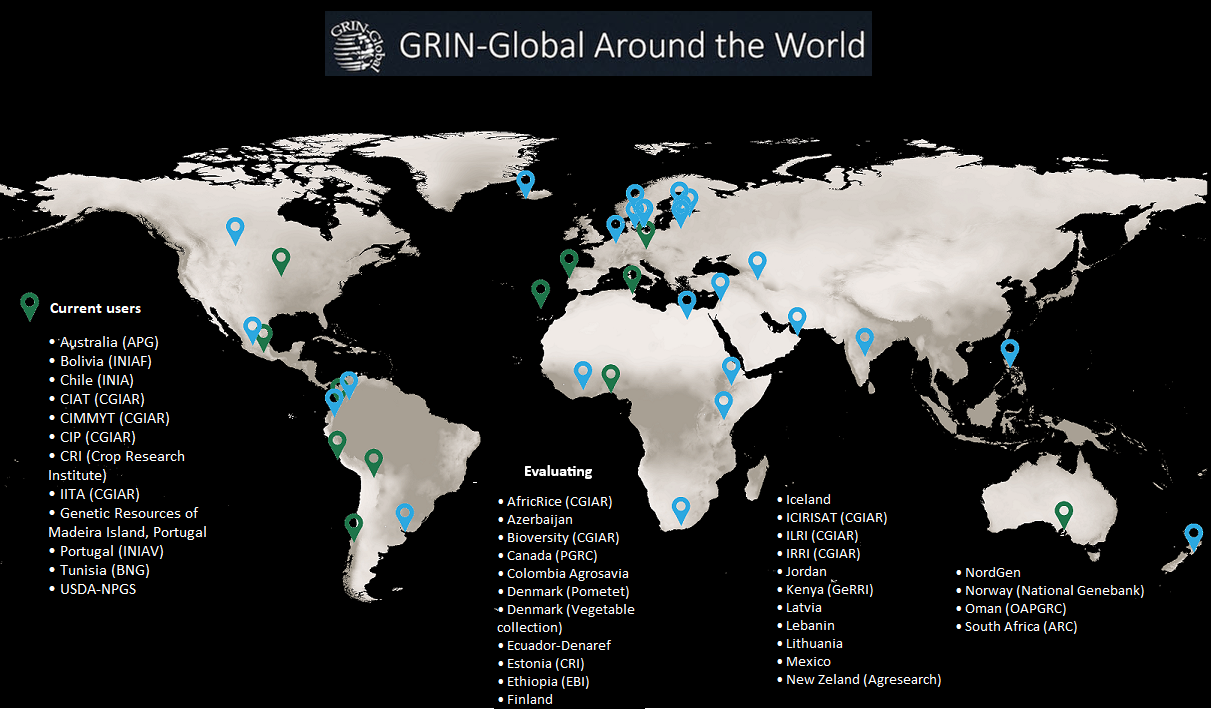 GRIN-Global
GRIN-Global Around the World
Current users
• Australia (APG)
• Bolivia (INIAF)
• Chile (INIA)
• CIAT (CGIAR)
• CIMMYT (CGIAR)
• CIP (CGIAR)
• CRI (Crop Research
Institute)
• IITA (CGIAR)
• Genetic Resources of
Madeira Island, Portugal
• Portugal (INIAV)
• Tunisia (BNG)
• USDA-NPGS
Evaluating
• AfricRice (CGIAR)
• Azerbaijan
• Bioversity (CGIAR)
• Canada (PGRC)
• Colombia Agrosavia
• Denmark (Pometet)
• Denmark (Vegetable
collection)
• Ecuador-Denaref
• Estonia (CRI)
• Ethiopia (EBI)
• Finland
• Iceland
• ICIRISAT (CGIAR)
• ILRI (CGIAR)
• IRRI (CGIAR)
• Jordan
• Kenya (GeRRI)
• Latvia
• Lebanin
• Lithuania
• Mexico
• New Zeland (Agresearch)
• NordGen
• Norway (National Genebank)
• Oman (OAPGRC)
• South Africa (ARC)